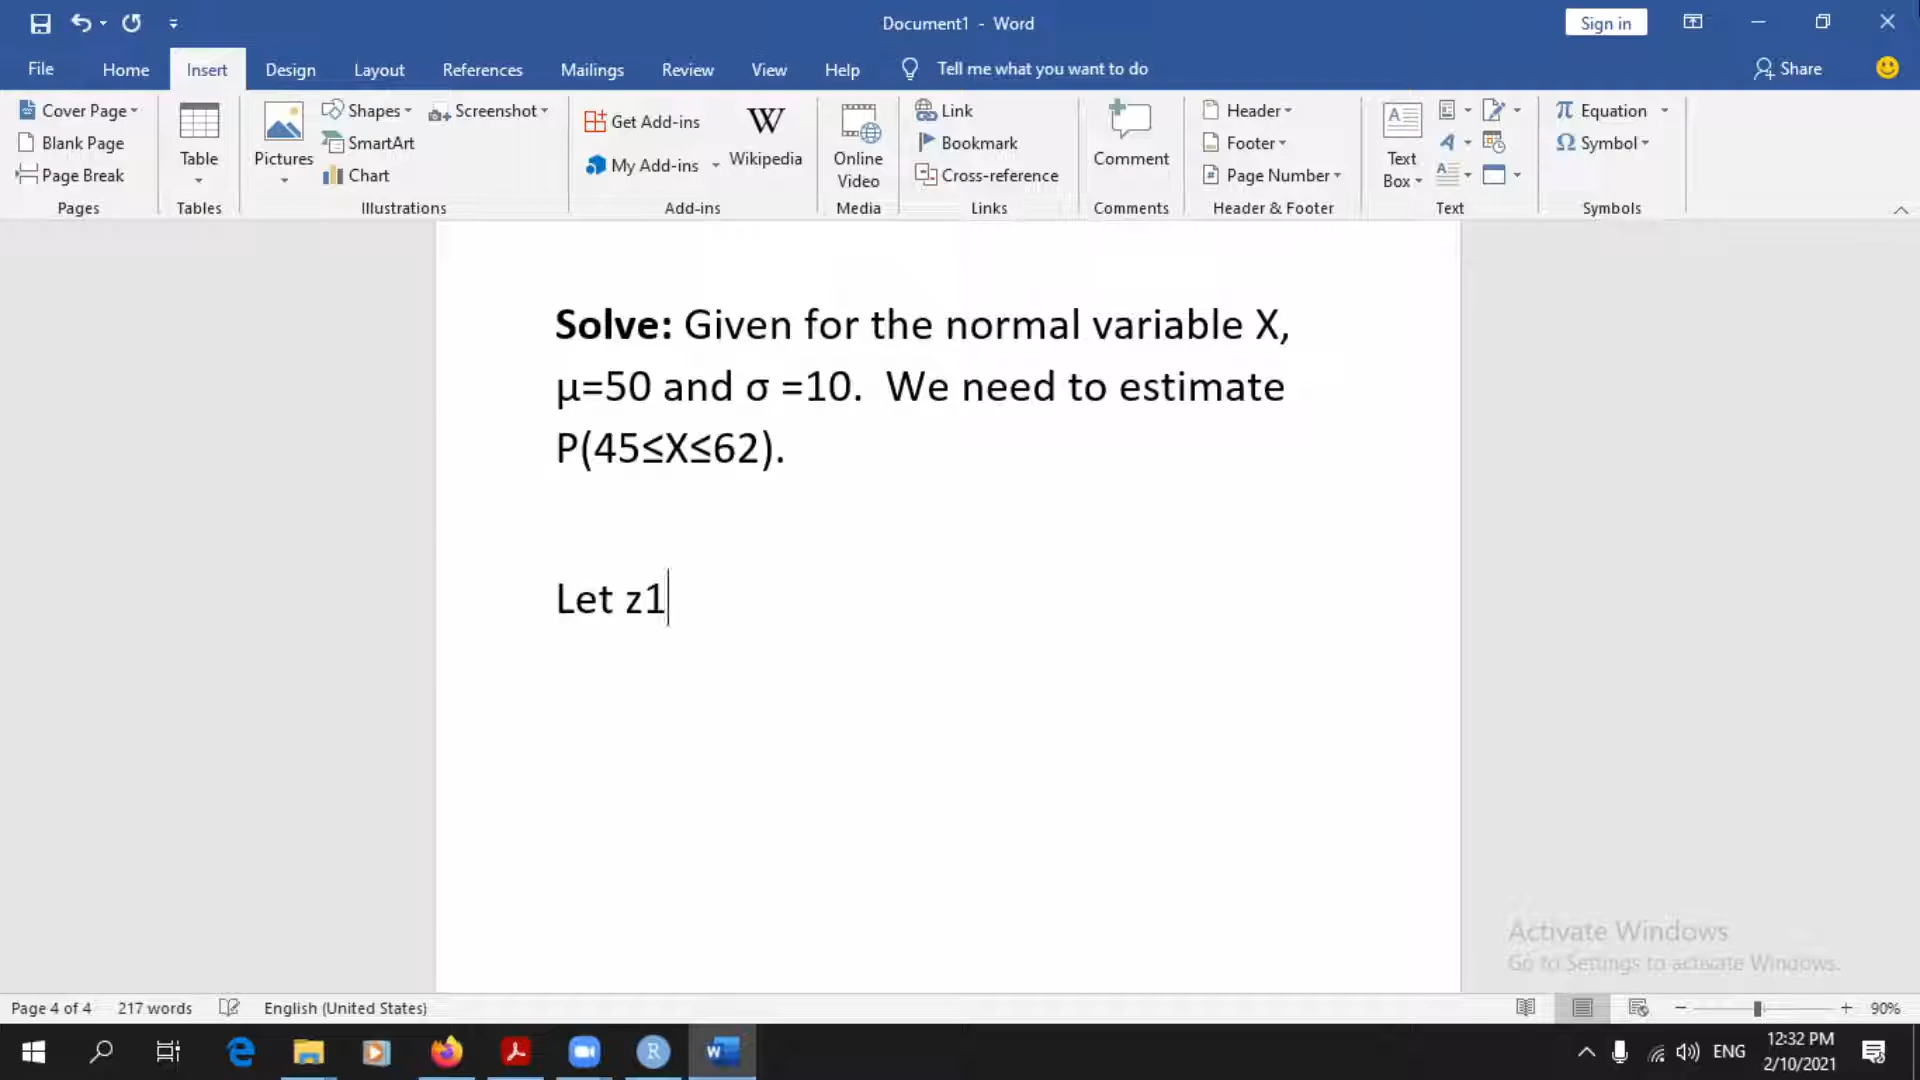 Document1 - Word
Sign in
File Home Insert Design Layout References Mailings Review View Help Tell me what you want to do Share
Cover Page
Blank Page
Page Break
Pages
Table
Tables
Pictures
Shapes
SmartArt
Chart
Screenshot
Illustrations
Get Add-ins
My Add-ins
W
Wikipedia
Add-ins
Online
Video
Media
Link
Bookmark
Cross-reference
Links
Comment
Comments
Header
Footer
Page Number
Header & Footer
Text
Box
Text
π Equation
Ω Symbol
Symbols
Solve: Given for the normal variable X,
μ=50 and σ =10. We need to estimate
P(45≤X≤62).
Let z1
Activate Windows
Go to Settings to activate Windows.
Page 4 of 4 217 words English (United States) 90%
ENG
12:32 PM
2/10/2021